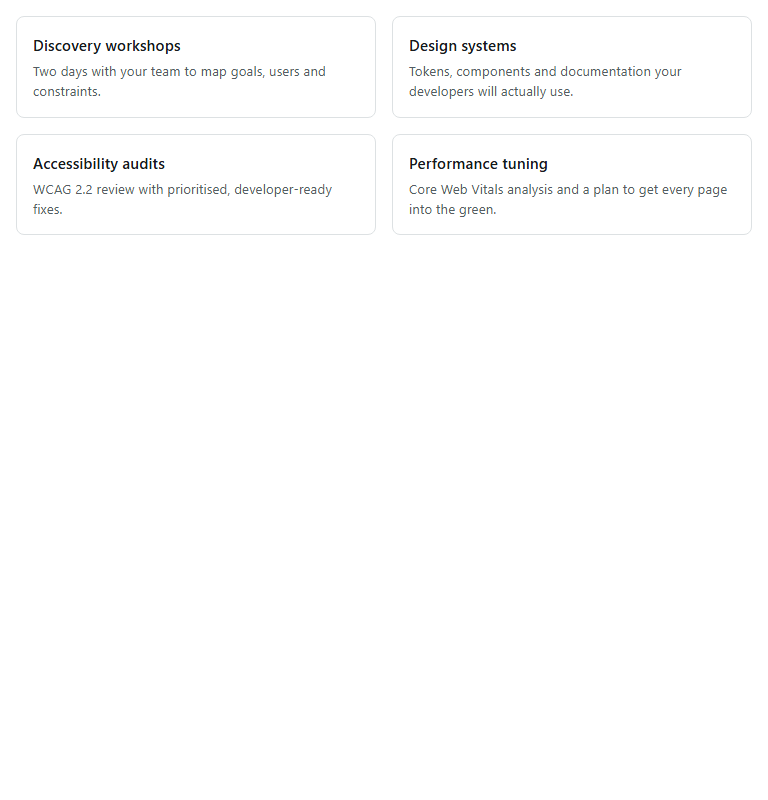 Discovery workshops
Two days with your team to map goals, users and
constraints.
Design systems
Tokens, components and documentation your
developers will actually use.
Accessibility audits
WCAG 2.2 review with prioritised, developer-ready
fixes.
Performance tuning
Core Web Vitals analysis and a plan to get every page
into the green.